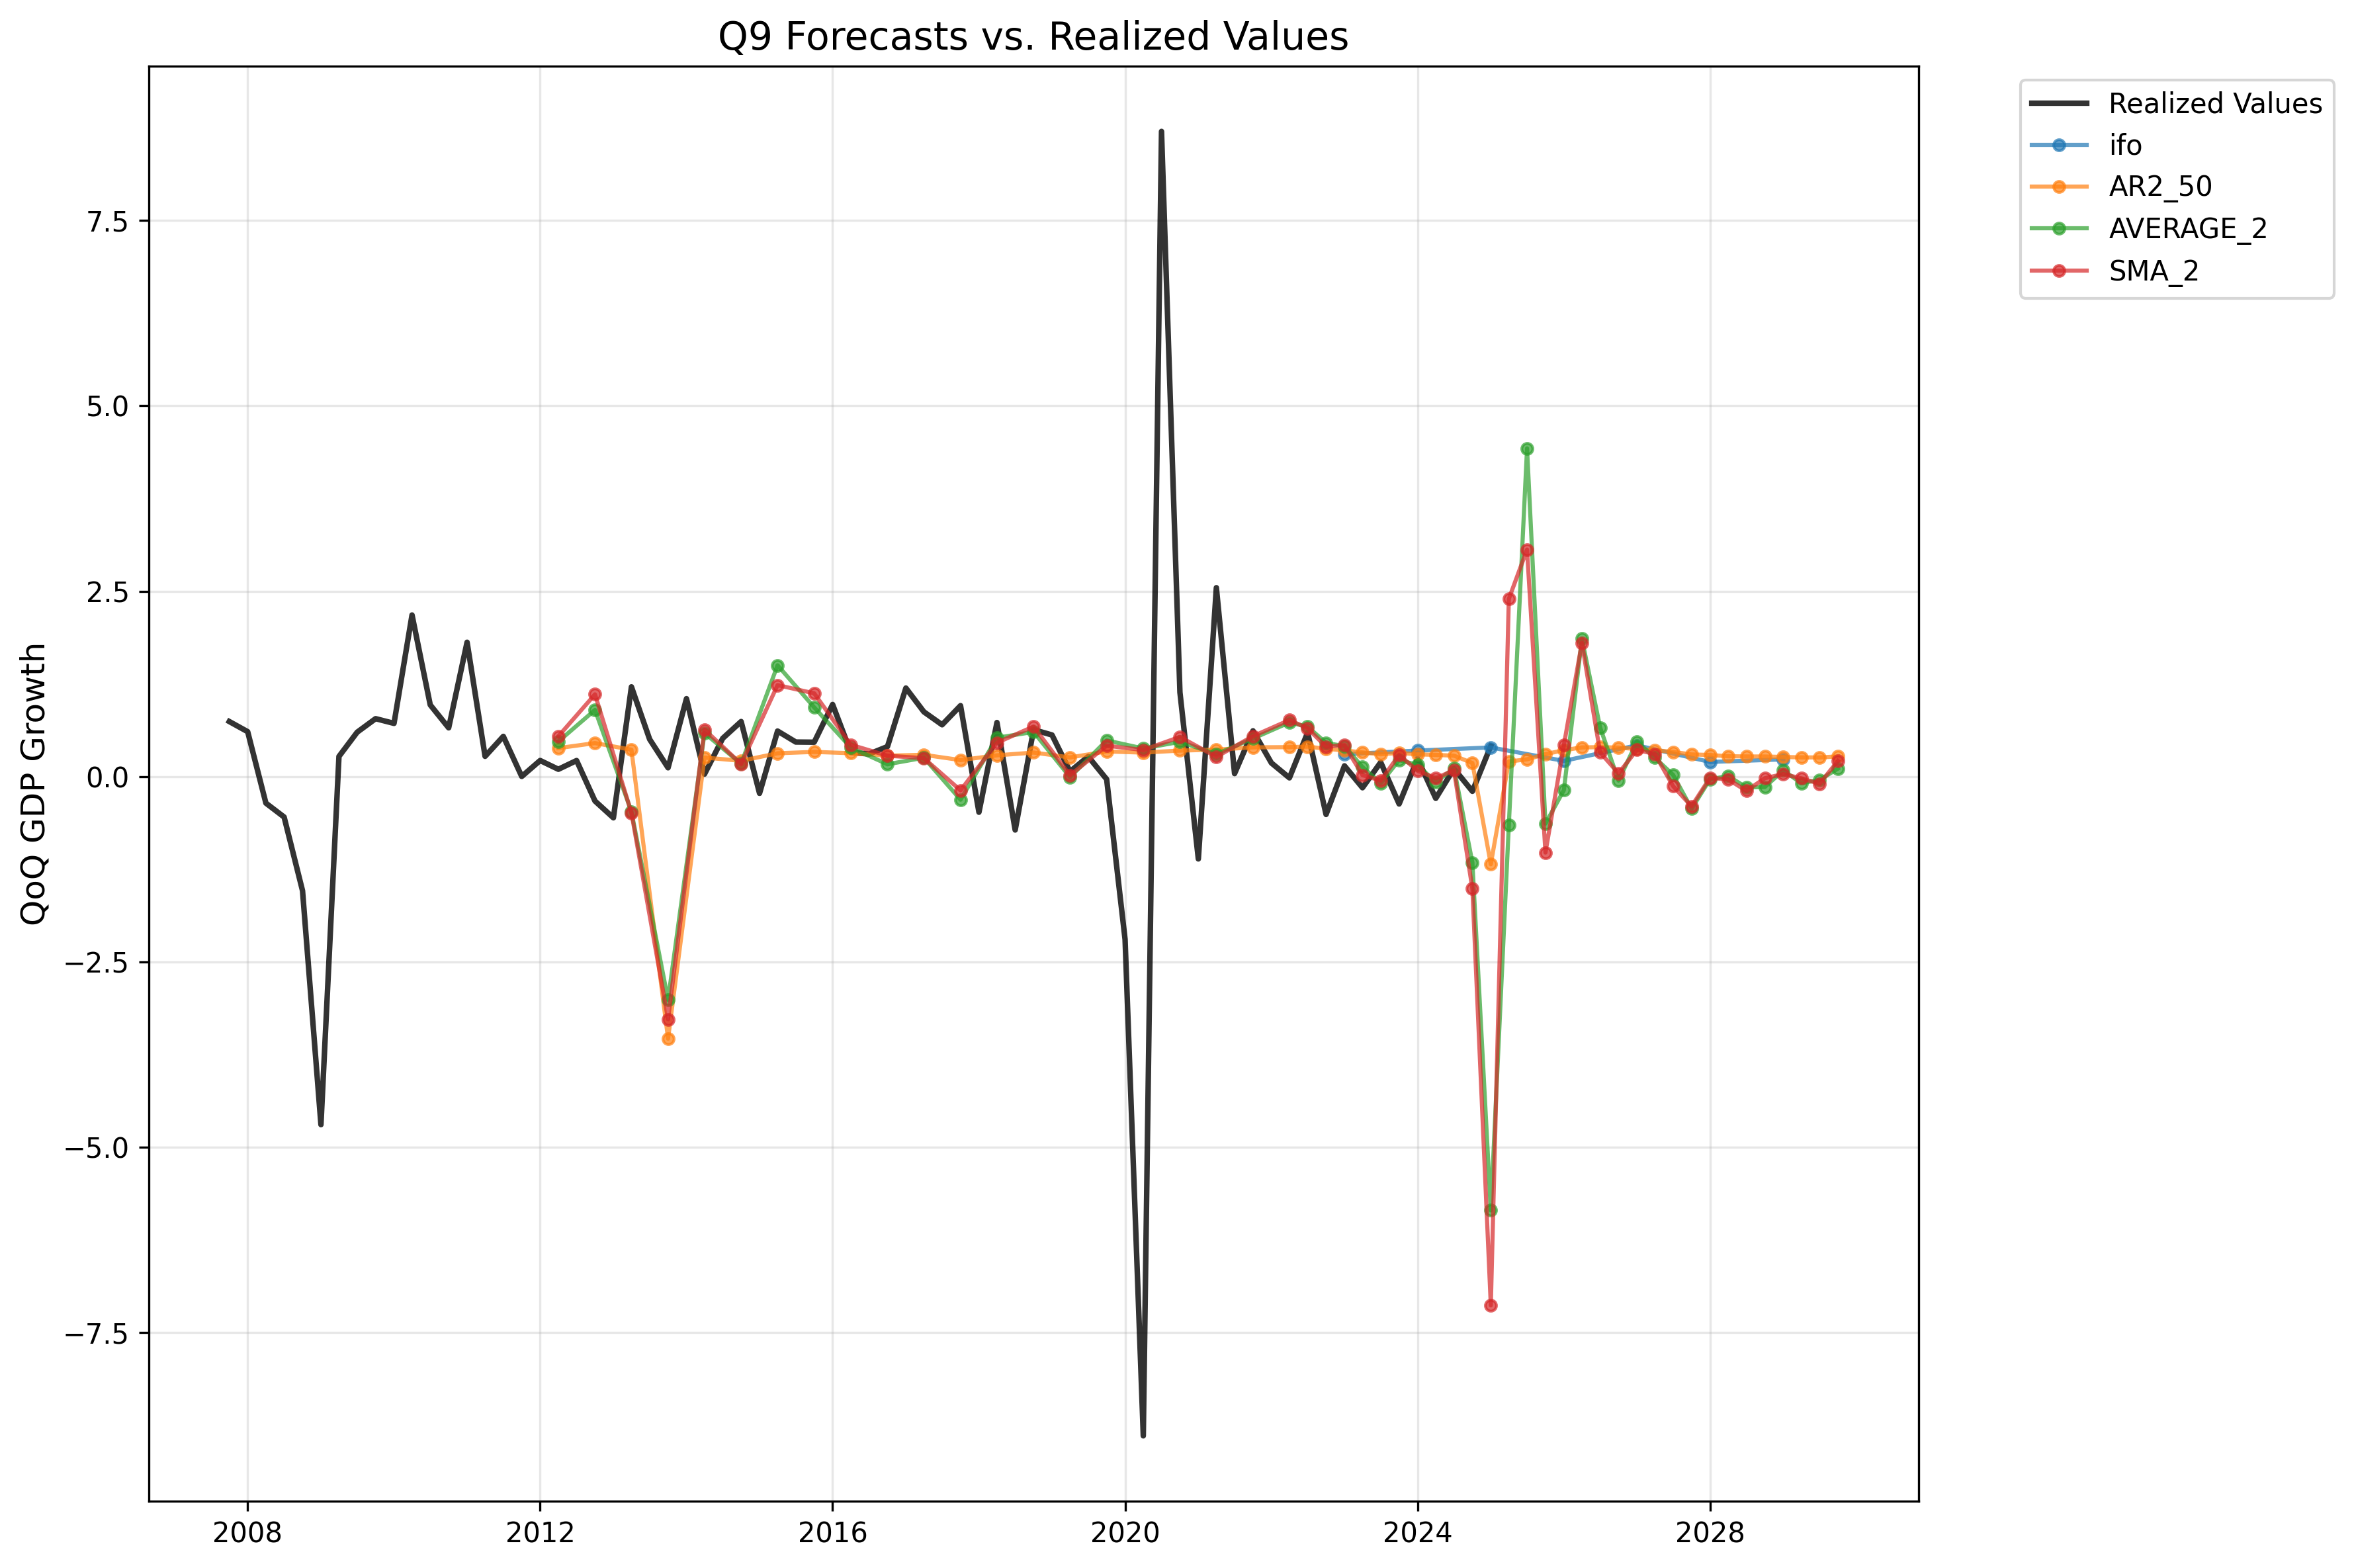 Q9 Forecasts vs. Realized Values
Realized Values
ifo
AR2_50
AVERAGE_2
SMA_2
QoQ GDP Growth
7.5
5.0
2.5
0.0
−2.5
−5.0
−7.5
2008
2012
2016
2020
2024
2028